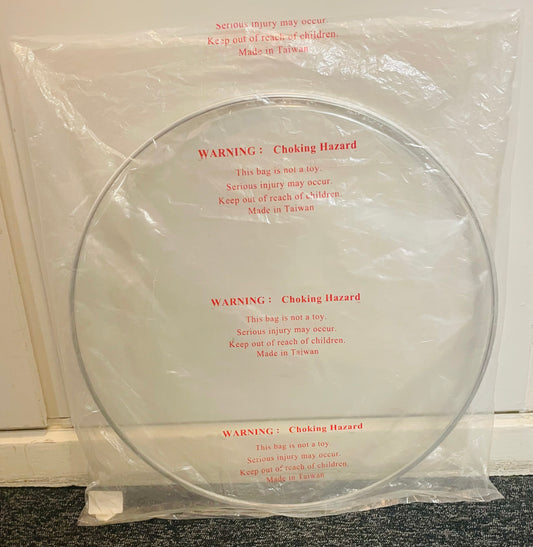 Serious injury may occur.
Keep out of reach of children.
Made in Taiwan
WARNING : Choking Hazard
This bag is not a toy.
Serious injury may occur.
Keep out of reach of children.
Made in Taiwan
WARNING : Choking Hazard
This bag is not a toy.
Serious injury may occur.
Keep out of reach of children.
Made in Taiwan
WARNING : Choking Hazard
This bag is not a toy.
Serious injury may occur.
Keep out of reach of children.
Made in Taiwan